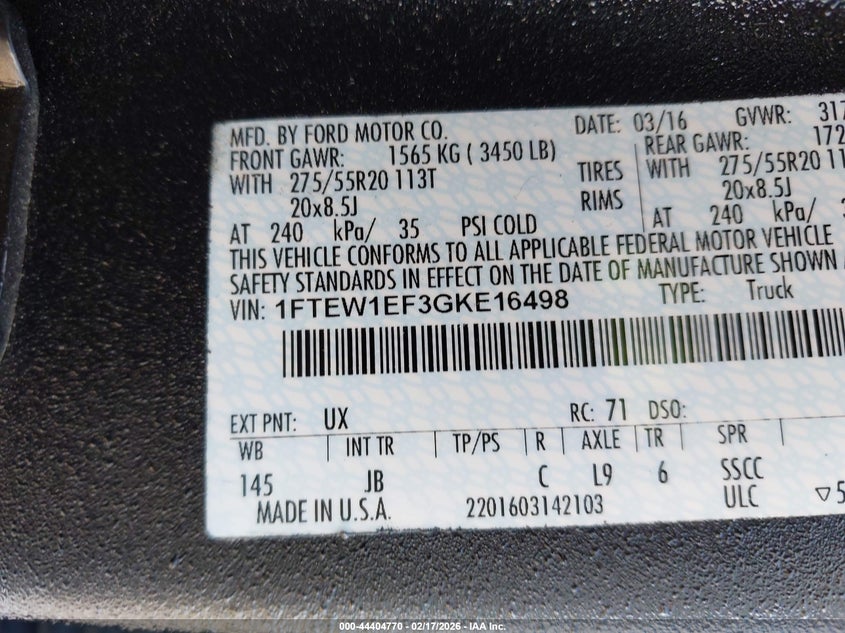 MFD. BY FORD MOTOR CO. DATE: 03/16 GVWR: 317
FRONT GAWR: 1565 KG ( 3450 LB) REAR GAWR: 172
WITH 275/55R20 113T TIRES WITH 275/55R20 11
20x8.5J RIMS 20x8.5J
AT 240 kPa/ 35 PSI COLD AT 240 kPa/
THIS VEHICLE CONFORMS TO ALL APPLICABLE FEDERAL MOTOR VEHICLE
SAFETY STANDARDS IN EFFECT ON THE DATE OF MANUFACTURE SHOWN
VIN: 1FTEW1EF3GKE16498 TYPE: Truck
EXT PNT: UX RC: 71 DSO:
WB INT TR TP/PS R AXLE TR SPR
145 JB C L9 6 SSCC
ULC ▽5
MADE IN U.S.A. 2201603142103
000-44404770 - 02/17/2026 - IAA Inc.